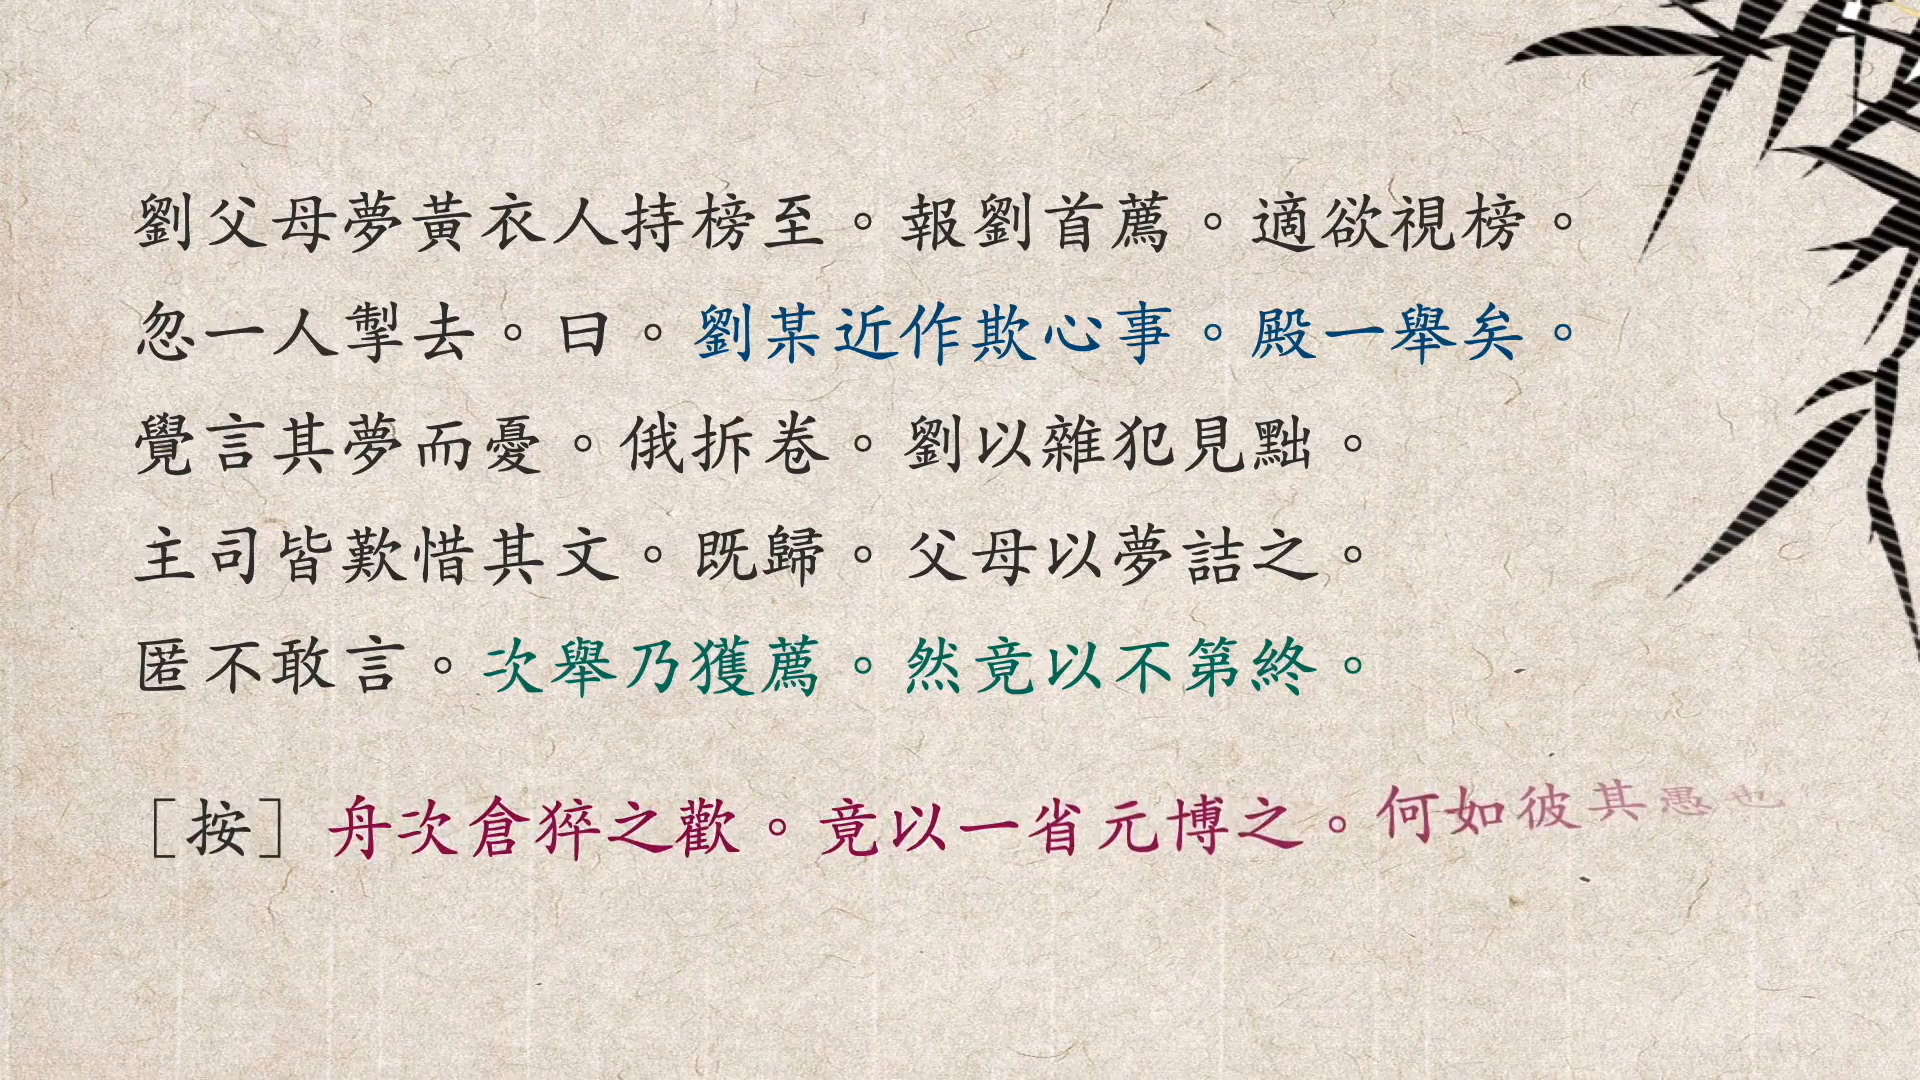 劉父母夢黃衣人持榜至。報劉首薦。適欲視榜。
忽一人掣去。曰。劉某近作欺心事。殿一舉矣。
覺言其夢而憂。俄拆卷。劉以雜犯見黜。
主司皆歎惜其文。既歸。父母以夢詰之。
匿不敢言。次舉乃獲薦。然竟以不第終。
［按］舟次倉猝之歡。竟以一省元博之。何如彼其愚也